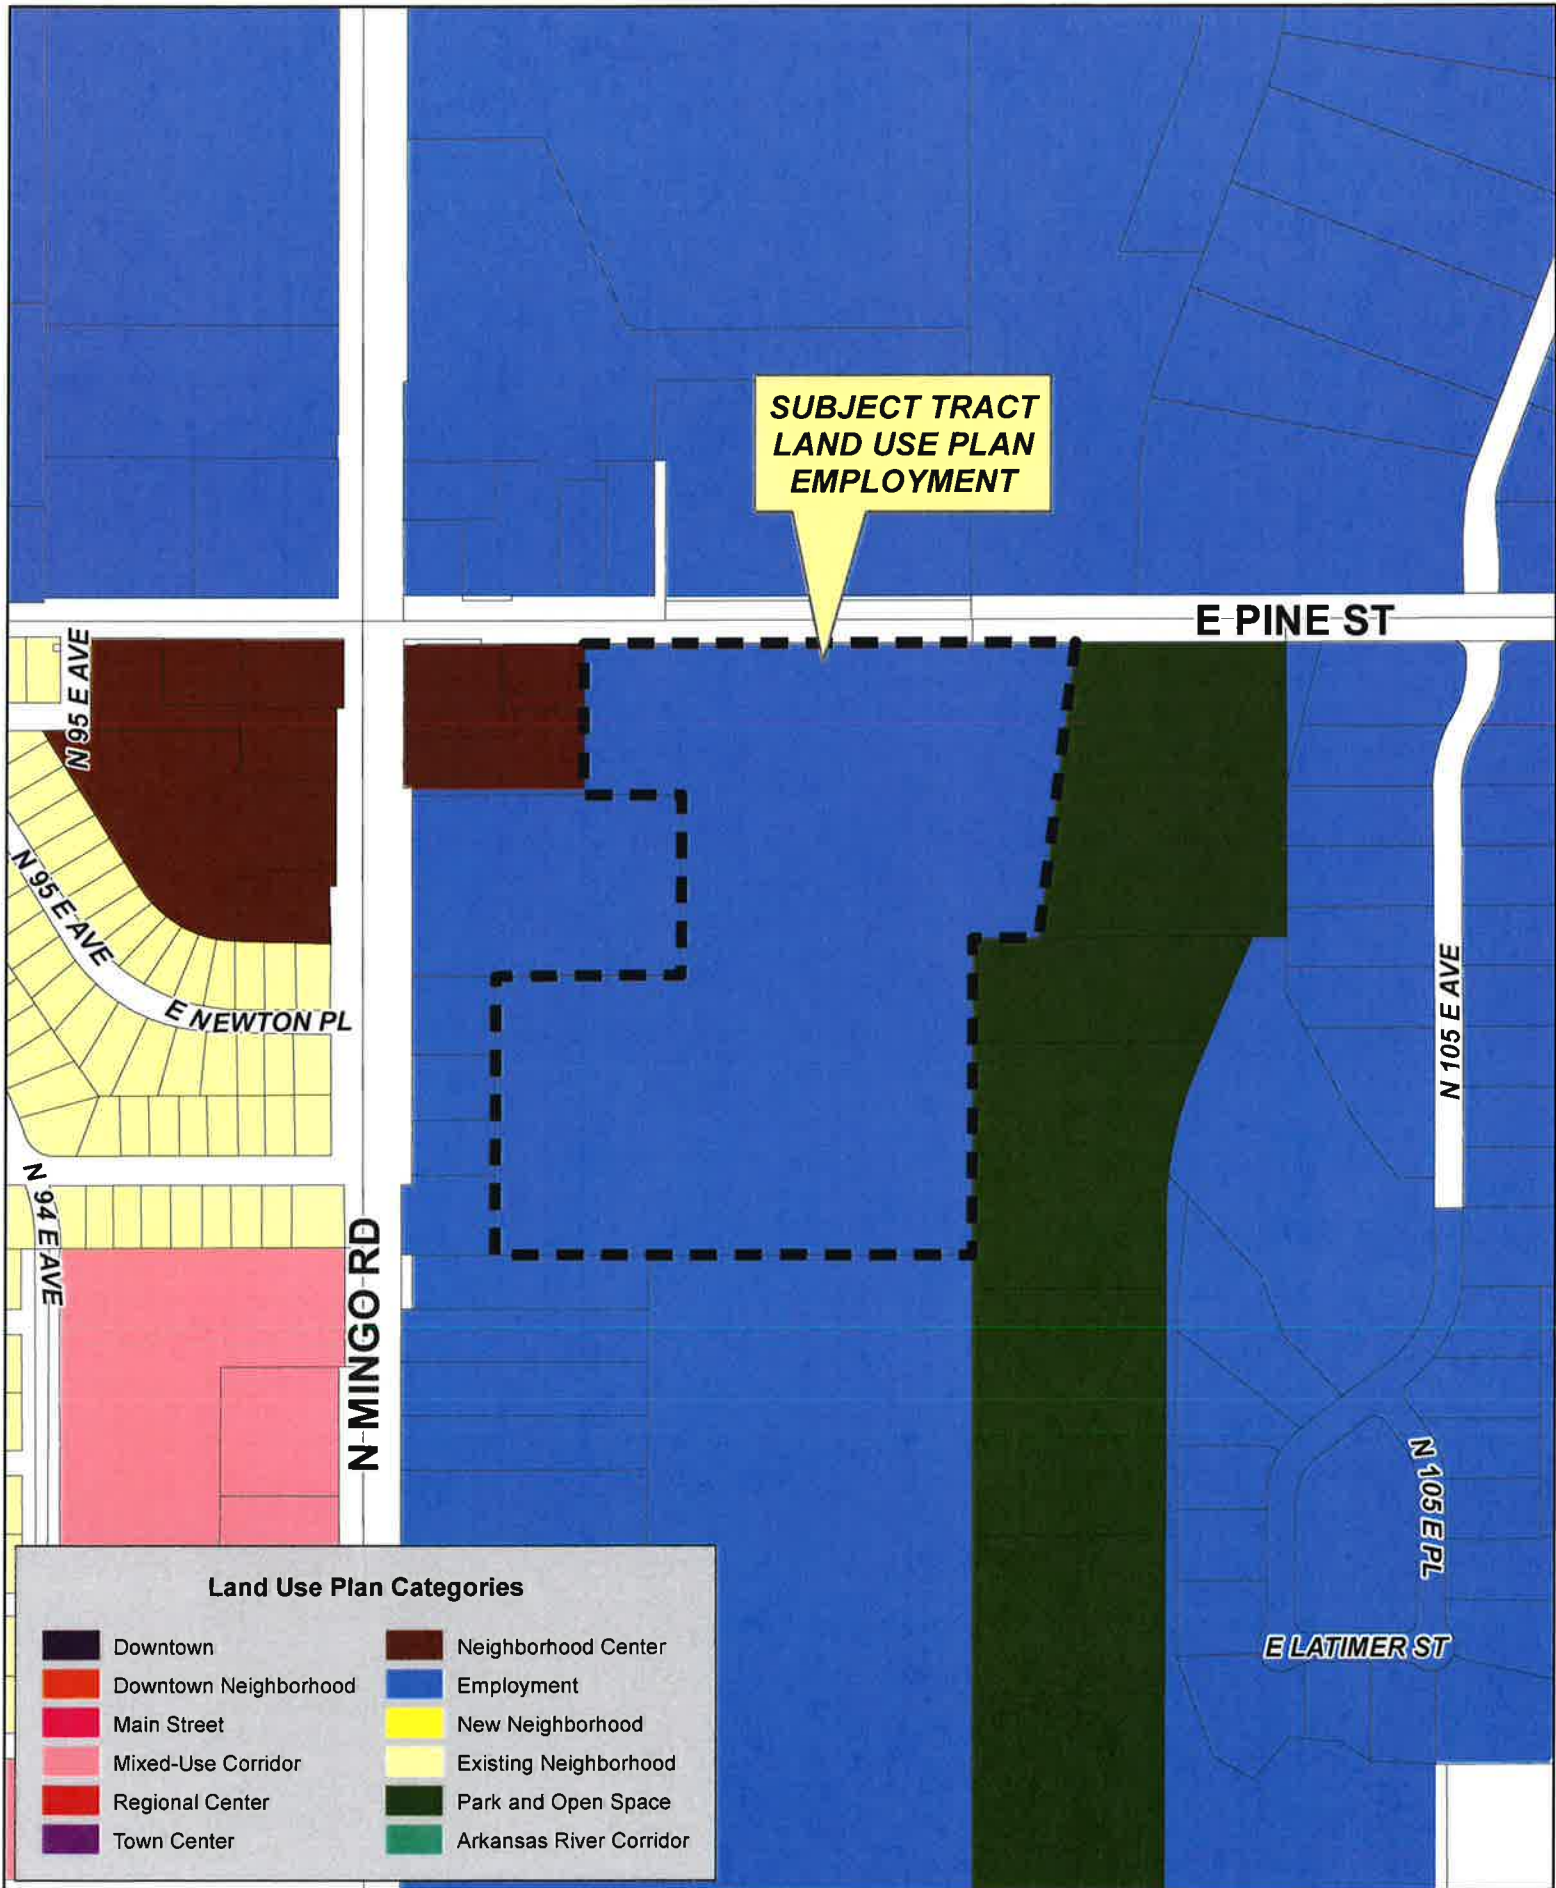 SUBJECT TRACT
LAND USE PLAN
EMPLOYMENT
E PINE ST
N 95 E AVE
N 95 E AVE
E NEWTON PL
N 105 E AVE
N 94 E AVE
N MINGO RD
N 105 E PL
E LATIMER ST
Land Use Plan Categories
Downtown
Downtown Neighborhood
Main Street
Mixed-Use Corridor
Regional Center
Town Center
Neighborhood Center
Employment
New Neighborhood
Existing Neighborhood
Park and Open Space
Arkansas River Corridor